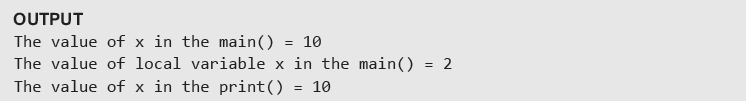 OUTPUT
The value of x in the main() = 10
The value of local variable x in the main() = 2
The value of x in the print() = 10